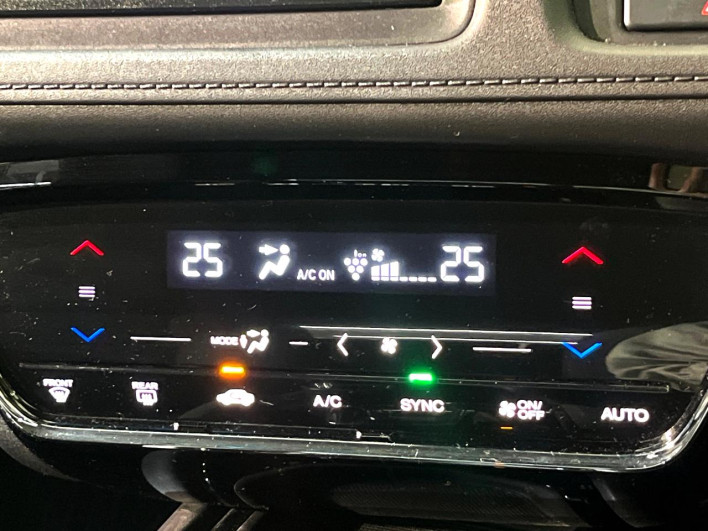 25 A/C ON 25
MODE
FRONT REAR A/C SYNC ON/OFF AUTO